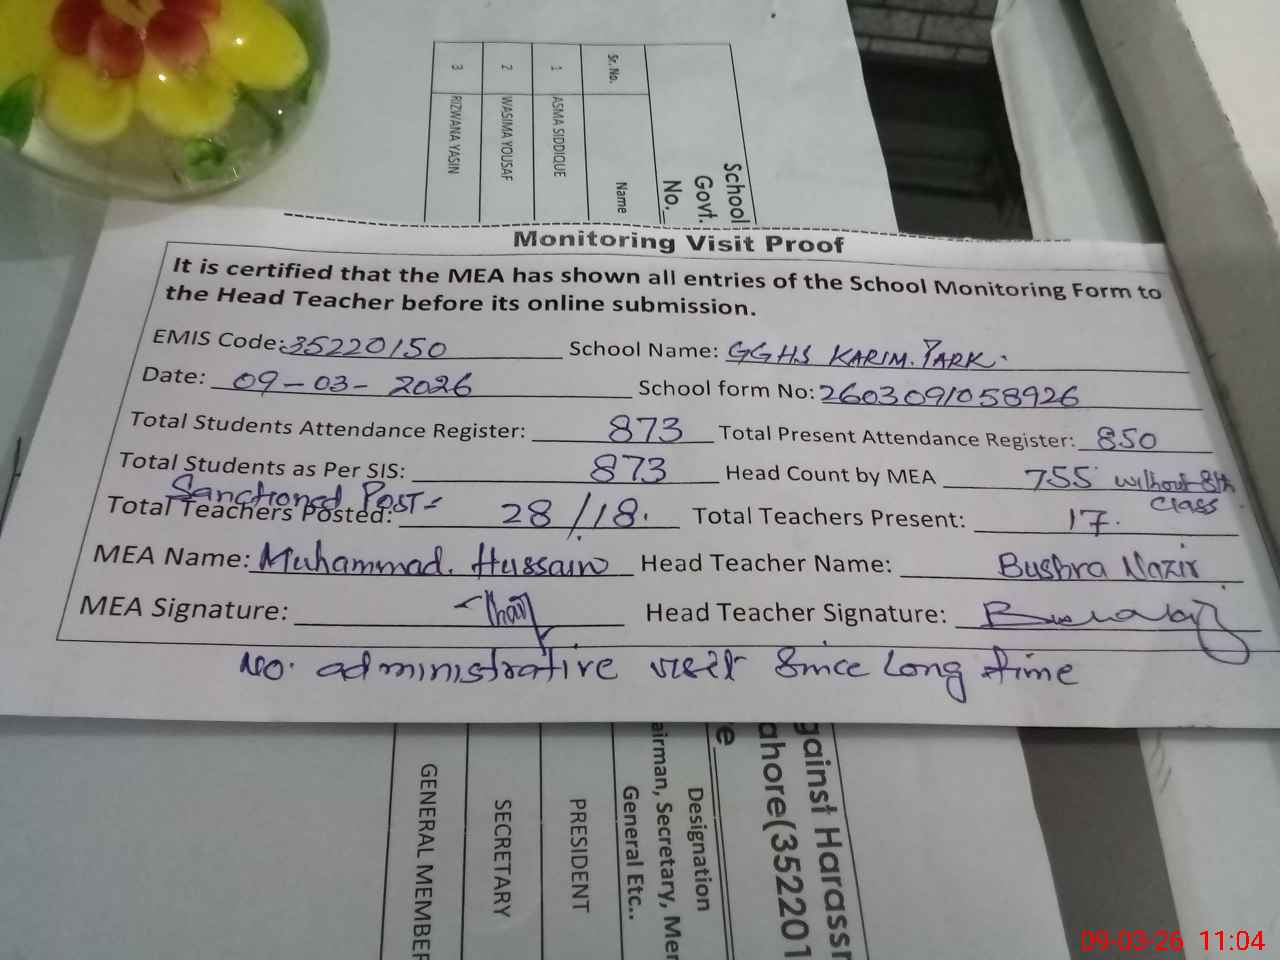 School
Govt.
No.
Sr. No. Name
1 ASMA SIDDIQUE
2 WASIMA YOUSAF
3 RIZWANA YASIN
Monitoring Visit Proof
It is certified that the MEA has shown all entries of the School Monitoring Form to
the Head Teacher before its online submission.
EMIS Code: 35220150 School Name: GGHS KARIM. PARK.
Date: 09-03-2026 School form No: 2603091058926
Total Students Attendance Register: 873 Total Present Attendance Register: 850
Total Students as Per SIS: 873 Head Count by MEA 755 without 8th
Sanctioned Post = class
Total Teachers Posted: 28/18. Total Teachers Present: 17.
MEA Name: Muhammad. Hussain Head Teacher Name: Bushra Nazir
MEA Signature: Head Teacher Signature:
No. administrative visit Since Long time
gainst Harassm
ahore(352201
e
Designation
airman, Secretary, Mem
General Etc..
PRESIDENT
SECRETARY
GENERAL MEMBER
09-03-26 11:04